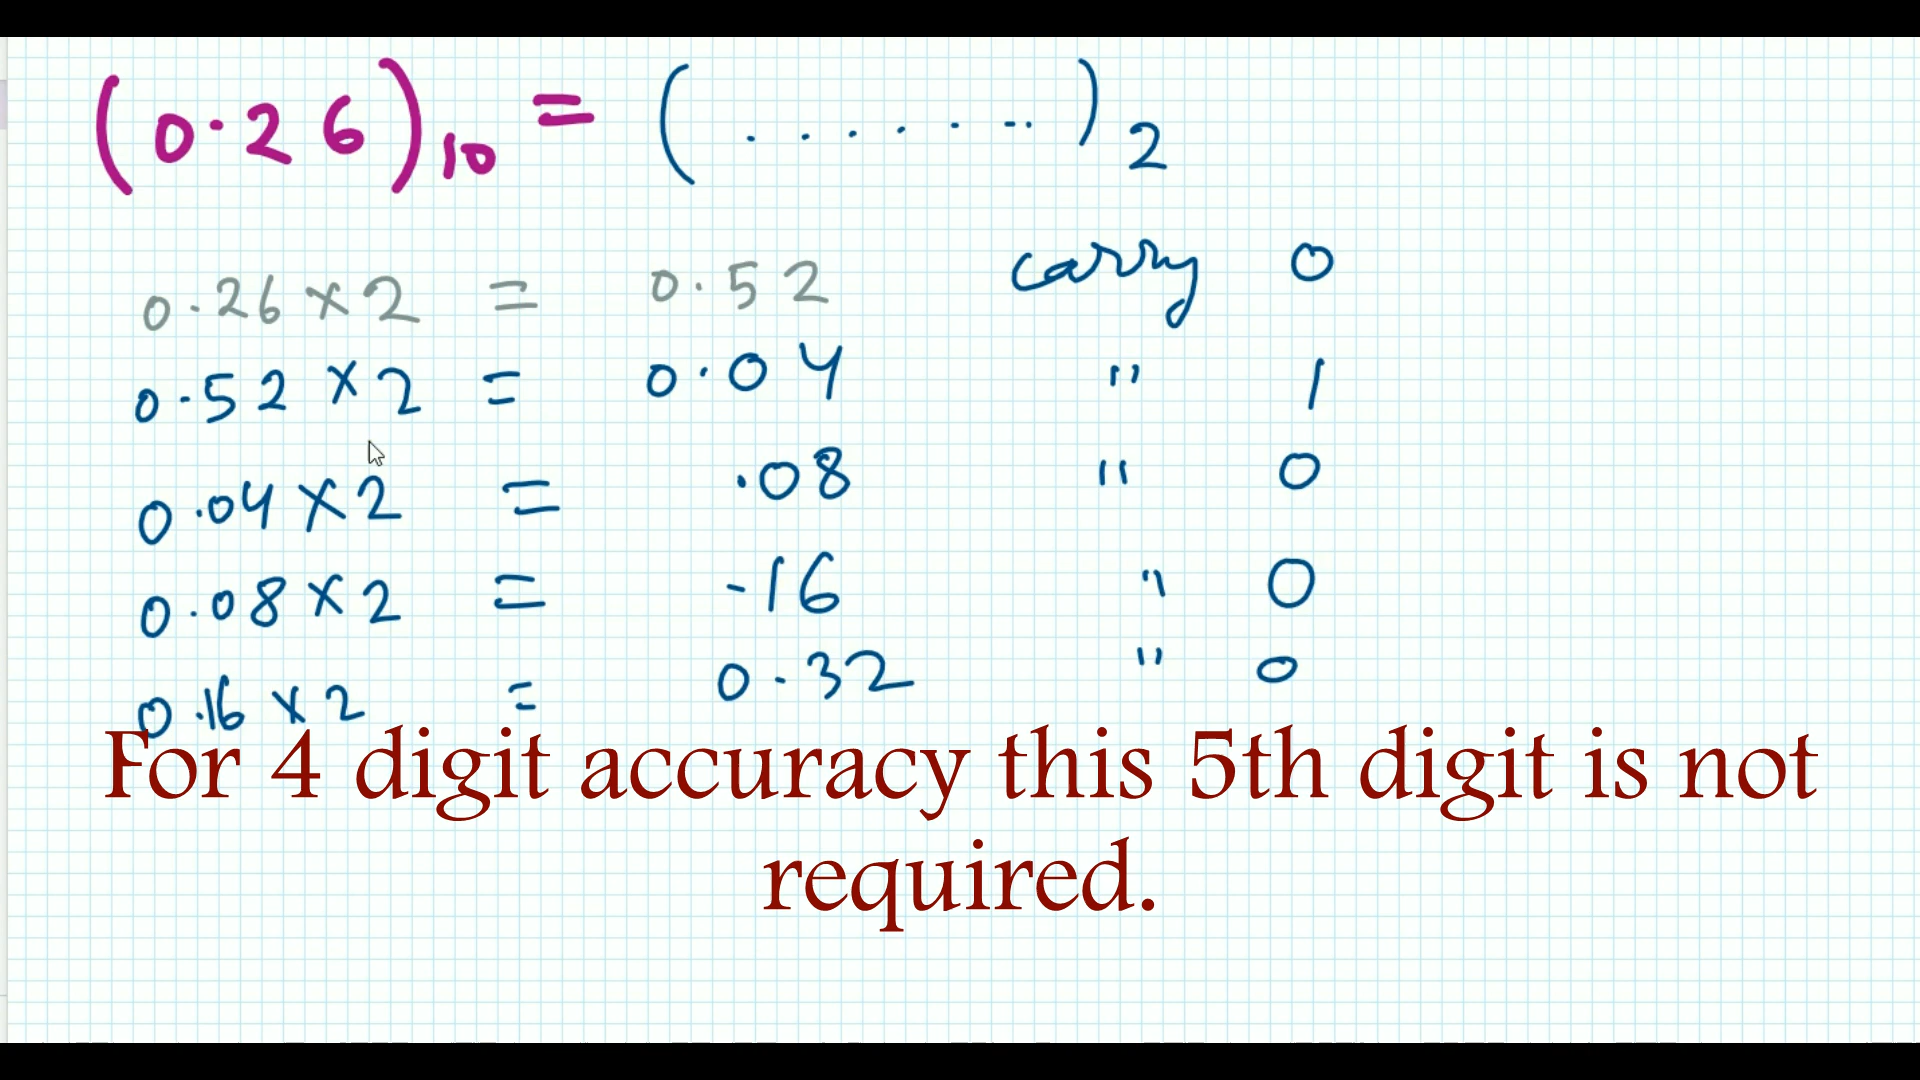 (0.26)10 = (. . . . . . ..)2
0.26 × 2 = 0.52 carry 0
0.52 × 2 = 0.04 " 1
0.04 × 2 = .08 " 0
0.08 × 2 = .16 " 0
0.16 × 2 = 0.32 " 0
For 4 digit accuracy this 5th digit is not
required.